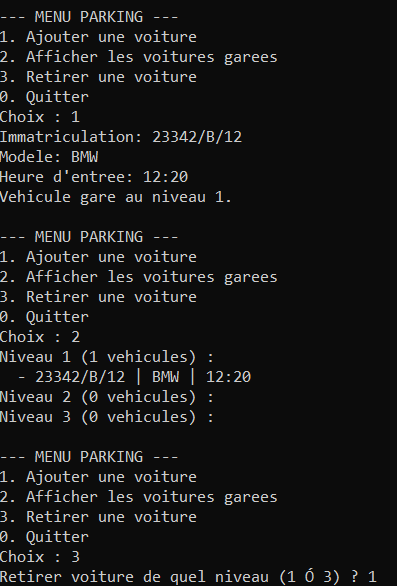 --- MENU PARKING ---
1. Ajouter une voiture
2. Afficher les voitures garees
3. Retirer une voiture
0. Quitter
Choix : 1
Immatriculation: 23342/B/12
Modele: BMW
Heure d'entree: 12:20
Vehicule gare au niveau 1.

--- MENU PARKING ---
1. Ajouter une voiture
2. Afficher les voitures garees
3. Retirer une voiture
0. Quitter
Choix : 2
Niveau 1 (1 vehicules) :
  - 23342/B/12 | BMW | 12:20
Niveau 2 (0 vehicules) :
Niveau 3 (0 vehicules) :

--- MENU PARKING ---
1. Ajouter une voiture
2. Afficher les voitures garees
3. Retirer une voiture
0. Quitter
Choix : 3
Retirer voiture de quel niveau (1 Ó 3) ? 1